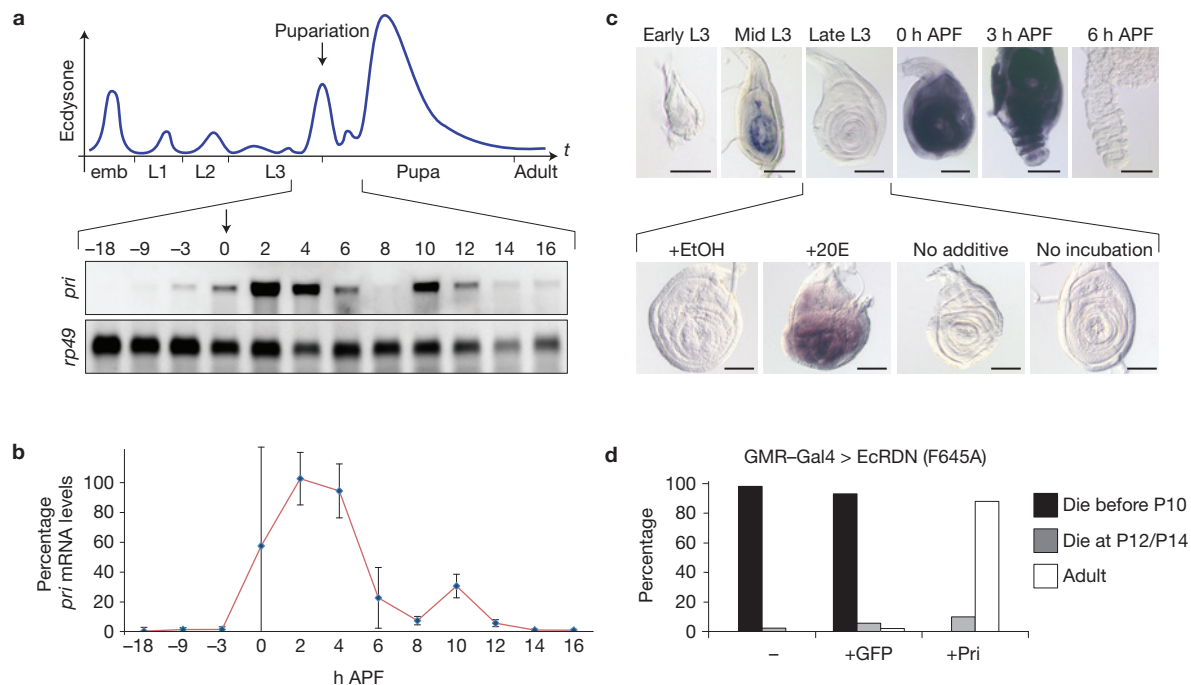 a
Pupariation
Ecdysone
t
emb L1 L2 L3 Pupa Adult
–18 –9 –3 0 2 4 6 8 10 12 14 16
pri
rp49
b
Percentage
pri mRNA levels
100
80
60
40
20
0
–18 –9 –3 0 2 4 6 8 10 12 14 16
h APF
c
Early L3 Mid L3 Late L3 0 h APF 3 h APF 6 h APF
+EtOH +20E No additive No incubation
d
GMR–Gal4 > EcRDN (F645A)
Percentage
100
80
60
40
20
0
– +GFP +Pri
Die before P10
Die at P12/P14
Adult